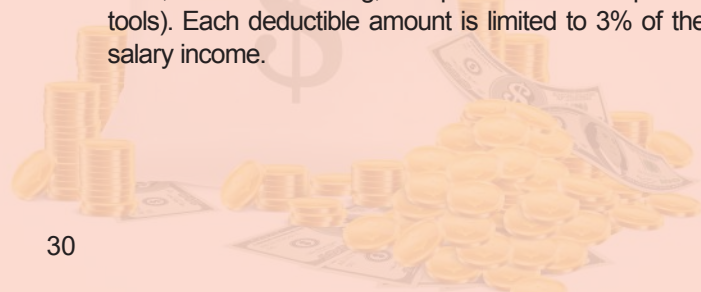 tools). Each deductible amount is limited to 3% of the
salary income.
30